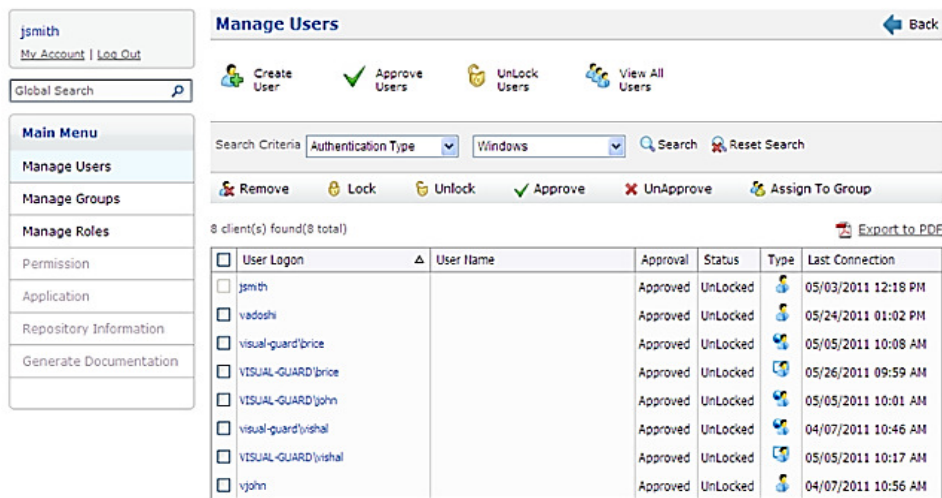 jsmith
My Account | Log Out
Global Search
Main Menu
Manage Users
Manage Groups
Manage Roles
Permission
Application
Repository Information
Generate Documentation
Manage Users
Back
Create User
Approve Users
UnLock Users
View All Users
Search Criteria Authentication Type Windows Search Reset Search
Remove Lock Unlock Approve UnApprove Assign To Group
8 client(s) found(8 total) Export to PDF
User Logon User Name Approval Status Type Last Connection
jsmith Approved UnLocked 05/03/2011 12:18 PM
vadoshi Approved UnLocked 05/24/2011 01:02 PM
visual-guard\brice Approved UnLocked 05/05/2011 10:08 AM
VISUAL-GUARD\brice Approved UnLocked 05/26/2011 09:59 AM
VISUAL-GUARD\john Approved UnLocked 05/05/2011 10:01 AM
visual-guard\vishal Approved UnLocked 04/07/2011 10:46 AM
VISUAL-GUARD\vishal Approved UnLocked 05/05/2011 10:17 AM
vjohn Approved UnLocked 04/07/2011 10:56 AM